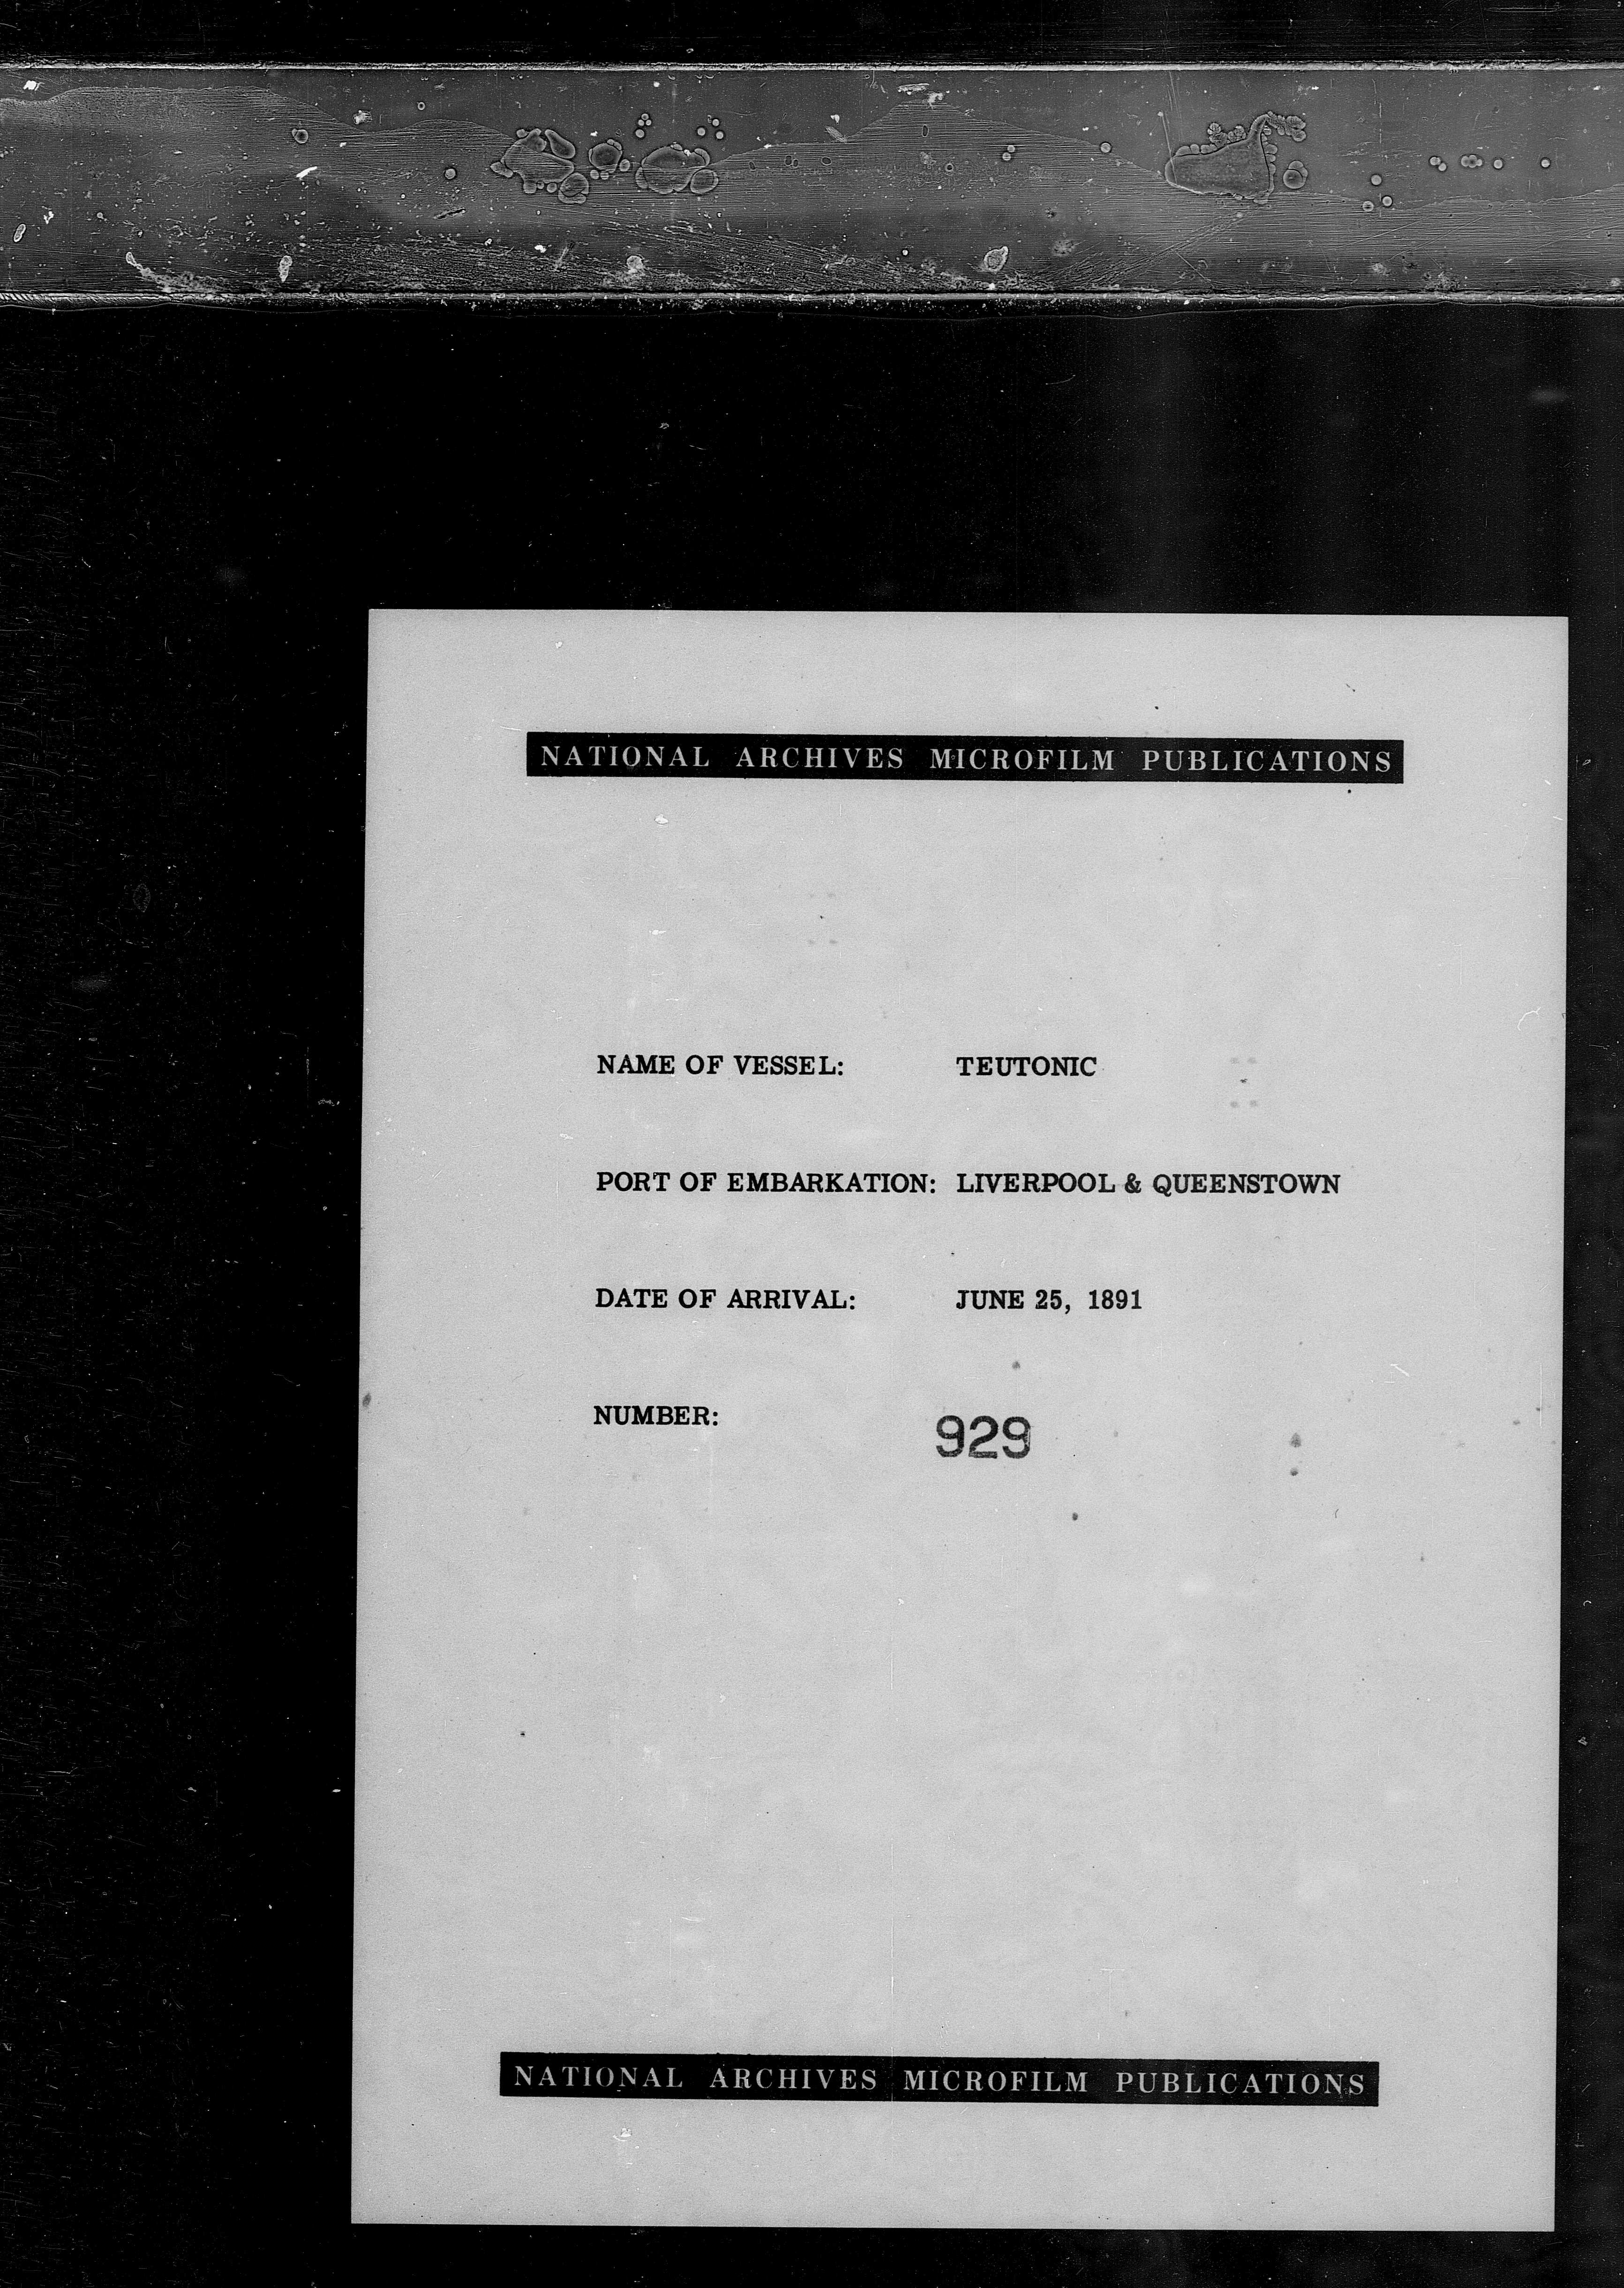 NATIONAL ARCHIVES MICROFILM PUBLICATIONS
NAME OF VESSEL: TEUTONIC
PORT OF EMBARKATION: LIVERPOOL & QUEENSTOWN
DATE OF ARRIVAL: JUNE 25, 1891
NUMBER: 929
NATIONAL ARCHIVES MICROFILM PUBLICATIONS